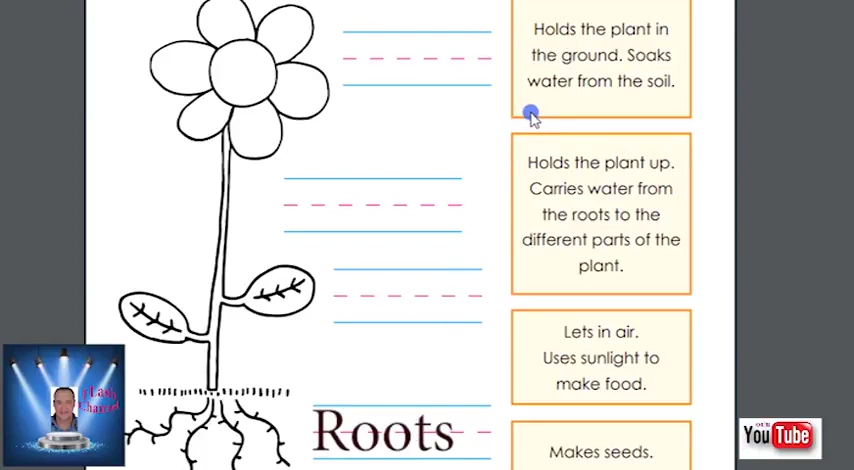 Holds the plant in
the ground. Soaks
water from the soil.
Holds the plant up.
Carries water from
the roots to the
different parts of the
plant.
Lets in air.
Uses sunlight to
make food.
Roots
Makes seeds.
OUR
YouTube